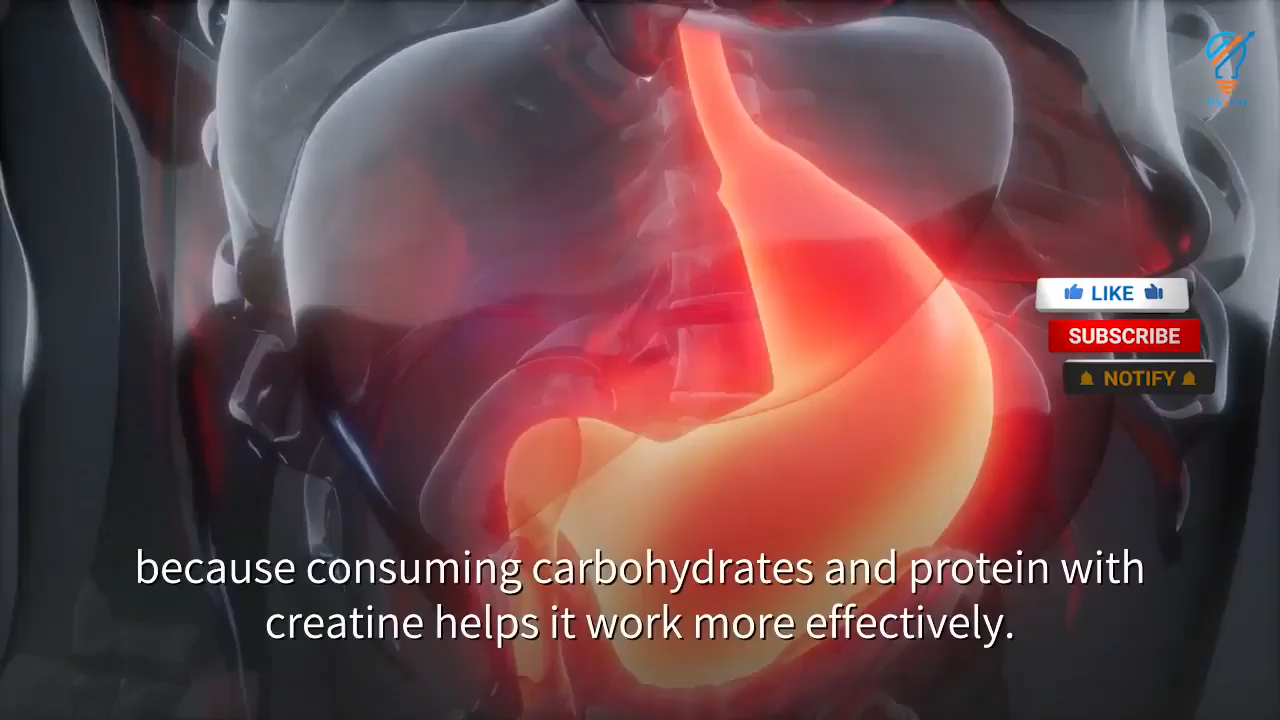 LIKE
SUBSCRIBE
NOTIFY
because consuming carbohydrates and protein with
creatine helps it work more effectively.